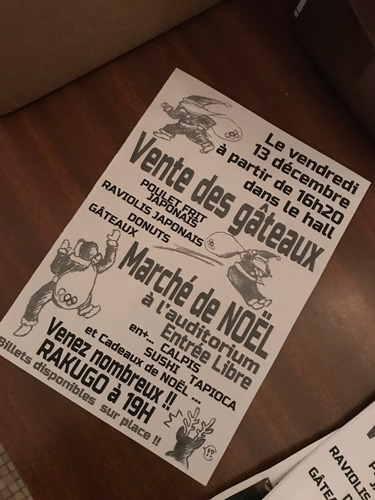 Le vendredi
13 décembre
à partir de 16h20
dans le hall
Vente des gâteaux
POULET FRIT
JAPONAIS
RAVIOLIS JAPONAIS
DONUTS
GÂTEAUX
Marché de NOËL
à l'auditorium
Entrée Libre
en+... CALPIS
SUSHI TAPIOCA
et Cadeaux de NOËL ...
Venez nombreux !!
RAKUGO à 19H
Billets disponibles sur place !!
RAVIOLIS